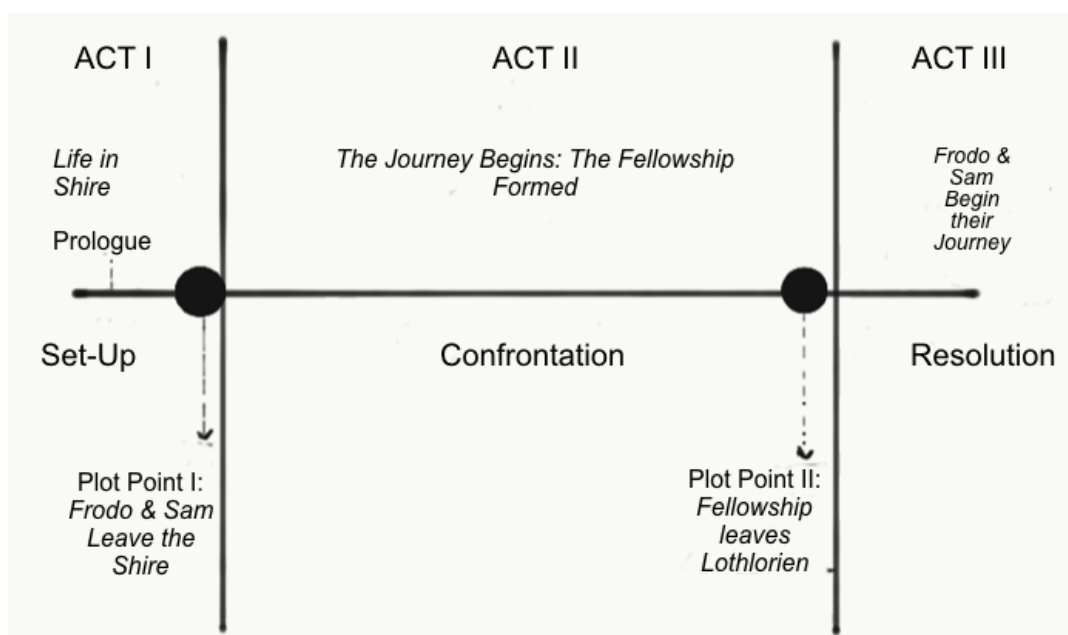 ACT I
ACT II
ACT III
Life in
Shire
The Journey Begins: The Fellowship
Formed
Frodo &
Sam
Begin
their
Journey
Prologue
Set-Up
Confrontation
Resolution
Plot Point I:
Frodo & Sam
Leave the
Shire
Plot Point II:
Fellowship
leaves
Lothlorien